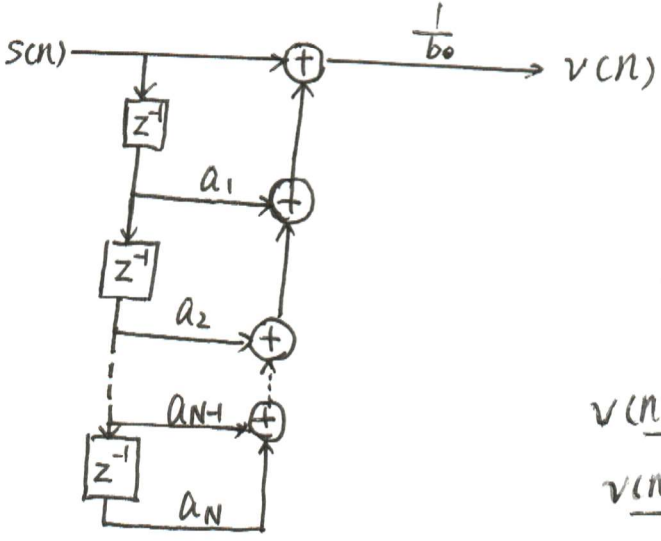 1/b₀
S(n) V(n)
z⁻¹
a₁
z⁻¹
a₂
a_{N-1}
z⁻¹
a_N
V(n
V(n